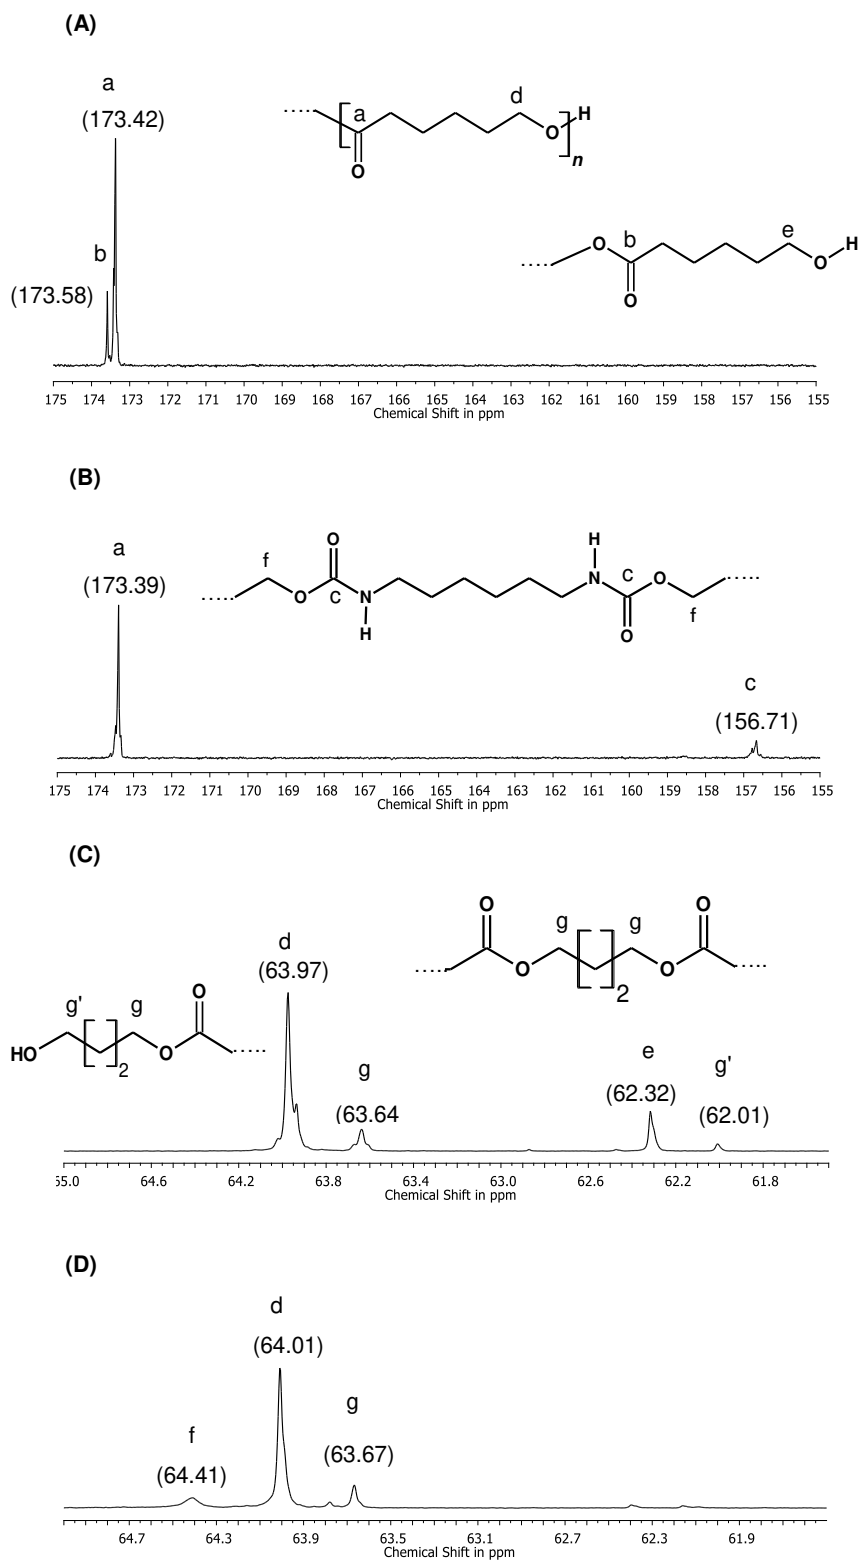 (A)
a
(173.42)
b
(173.58)
a
d
O
H
O
n
O
b
e
O
H
O
175 174 173 172 171 170 169 168 167 166 165 164 163 162 161 160 159 158 157 156 155
Chemical Shift in ppm
(B)
a
(173.39)
f
O
O
c
N
H
H
N
c
O
O
f
c
(156.71)
175 174 173 172 171 170 169 168 167 166 165 164 163 162 161 160 159 158 157 156 155
Chemical Shift in ppm
(C)
g'
g
O
HO
2
O
d
(63.97)
g
(63.64
O
g
g
O
O
2
O
e
(62.32)
g'
(62.01)
55.0 64.6 64.2 63.8 63.4 63.0 62.6 62.2 61.8
Chemical Shift in ppm
(D)
d
(64.01)
g
(63.67)
f
(64.41)
64.7 64.3 63.9 63.5 63.1 62.7 62.3 61.9
Chemical Shift in ppm